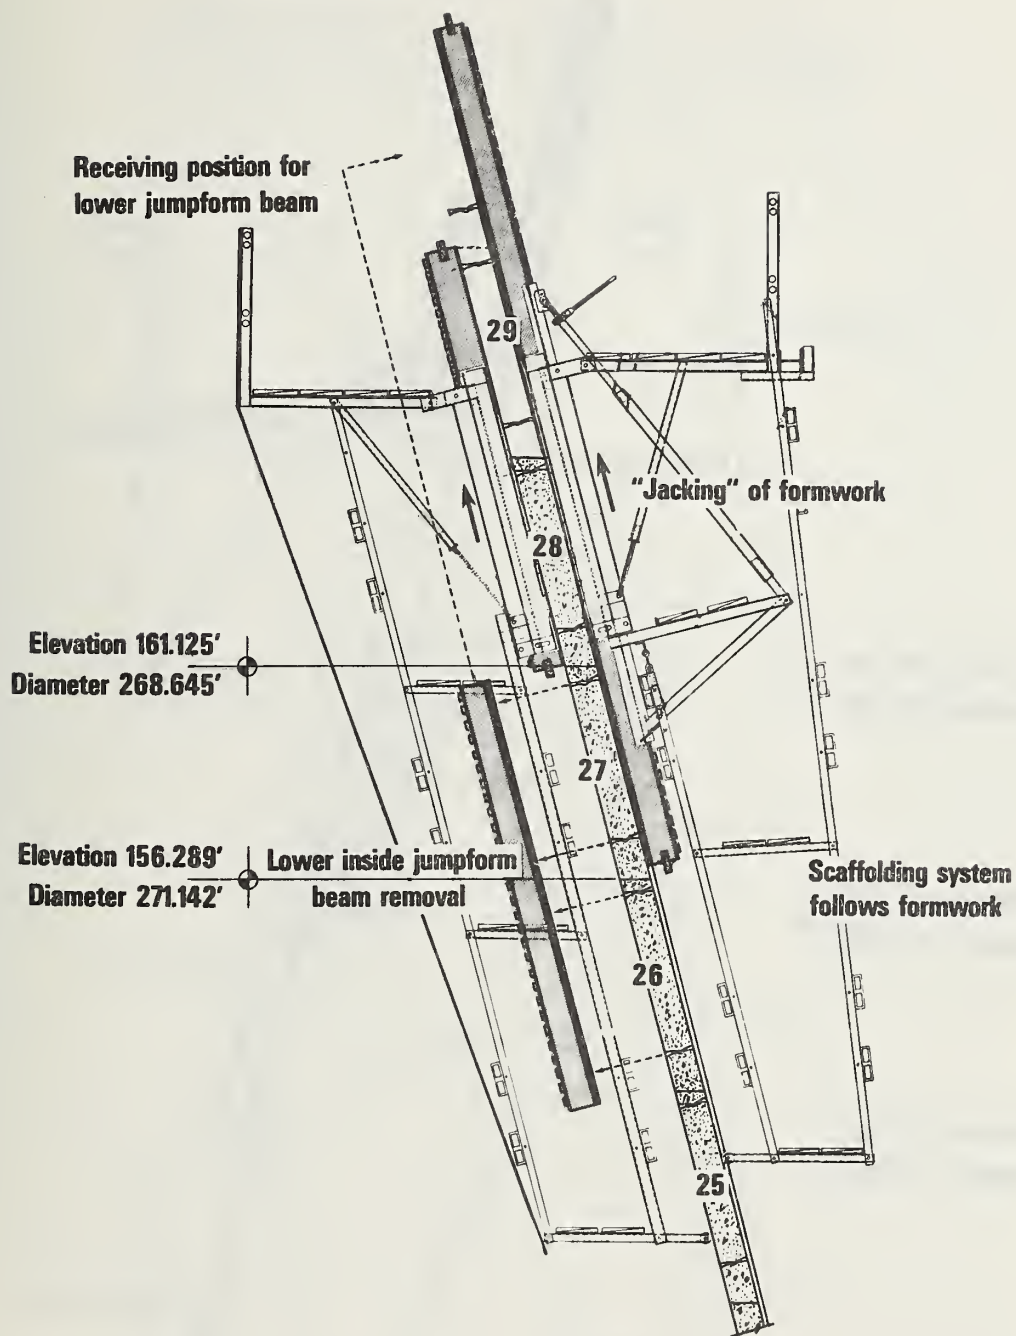 Receiving position for
lower jumpform beam
29
"Jacking" of formwork
28
Elevation 161.125′
Diameter 268.645′
27
Elevation 156.289′
Diameter 271.142′
Lower inside jumpform
beam removal
Scaffolding system
follows formwork
26
25